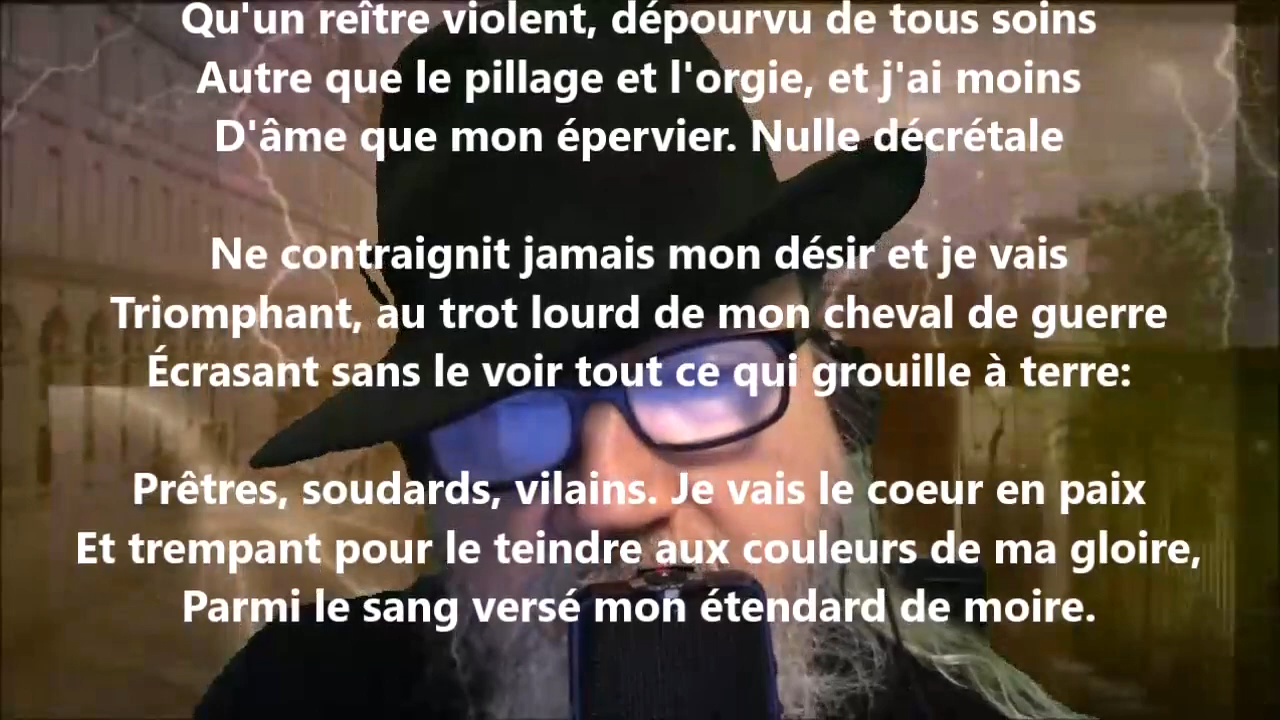 Qu'un reître violent, dépourvu de tous soins
Autre que le pillage et l'orgie, et j'ai moins
D'âme que mon épervier. Nulle décrétale
Ne contraignit jamais mon désir et je vais
Triomphant, au trot lourd de mon cheval de guerre
Écrasant sans le voir tout ce qui grouille à terre:
Prêtres, soudards, vilains. Je vais le coeur en paix
Et trempant pour le teindre aux couleurs de ma gloire,
Parmi le sang versé mon étendard de moire.